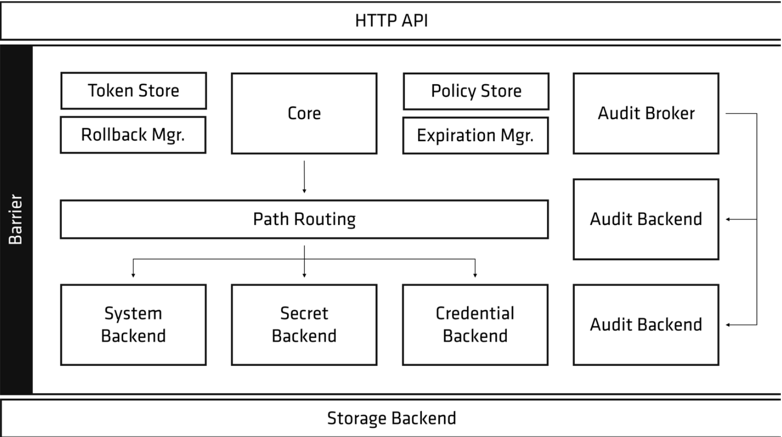 HTTP API
Barrier
Token Store
Rollback Mgr.
Core
Policy Store
Expiration Mgr.
Audit Broker
Path Routing
Audit Backend
System
Backend
Secret
Backend
Credential
Backend
Audit Backend
Storage Backend